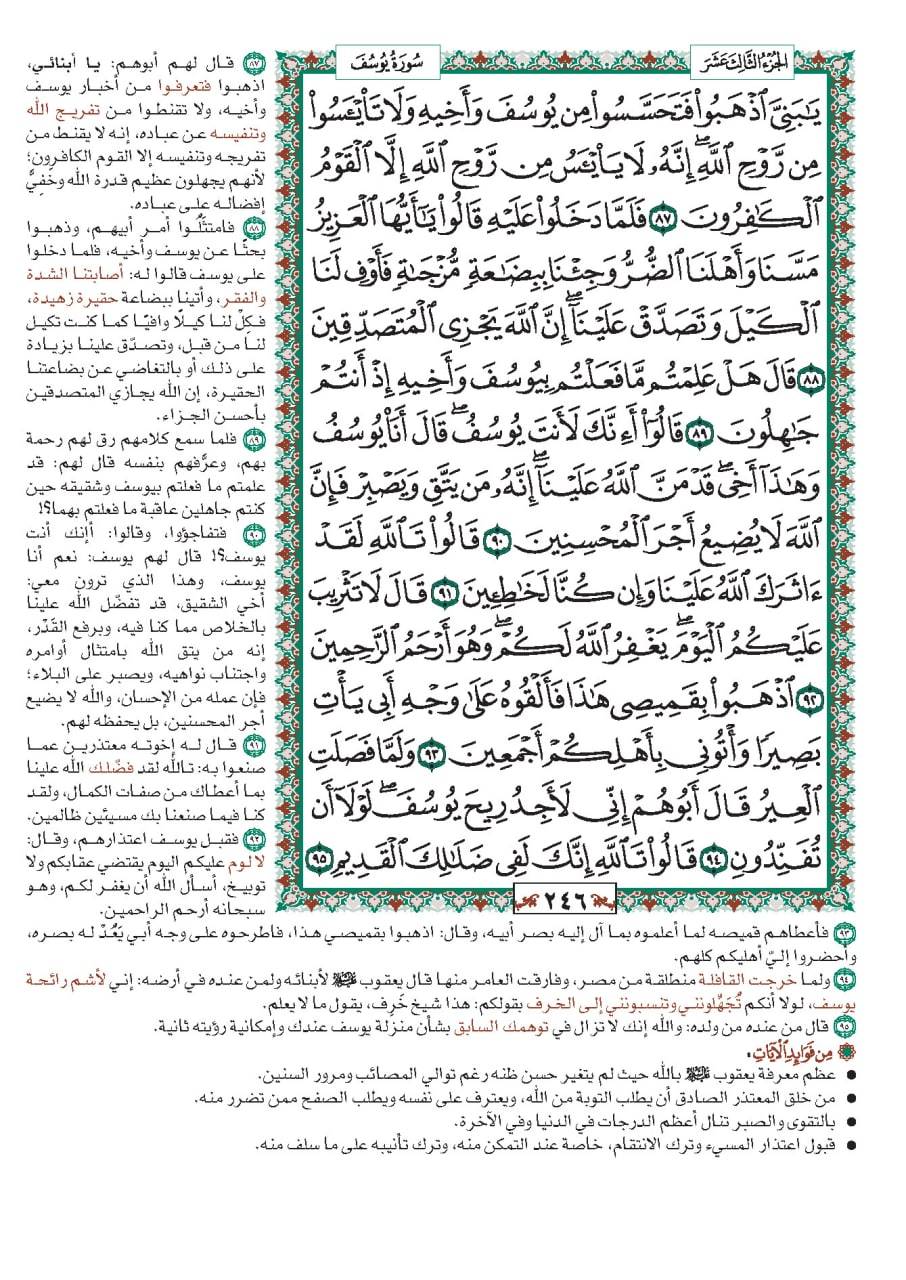 الجزء الثالث عشر
سورة يوسف
يَٰبَنِىَّ ٱذْهَبُوا۟ فَتَحَسَّسُوا۟ مِن يُوسُفَ وَأَخِيهِ وَلَا تَا۟يْـَٔسُوا۟
مِن رَّوْحِ ٱللَّهِ ۖ إِنَّهُۥ لَا يَا۟يْـَٔسُ مِن رَّوْحِ ٱللَّهِ إِلَّا ٱلْقَوْمُ
ٱلْكَٰفِرُونَ ٨٧ فَلَمَّا دَخَلُوا۟ عَلَيْهِ قَالُوا۟ يَٰٓأَيُّهَا ٱلْعَزِيزُ
مَسَّنَا وَأَهْلَنَا ٱلضُّرُّ وَجِئْنَا بِبِضَٰعَةٍ مُّزْجَىٰةٍ فَأَوْفِ لَنَا
ٱلْكَيْلَ وَتَصَدَّقْ عَلَيْنَآ ۖ إِنَّ ٱللَّهَ يَجْزِى ٱلْمُتَصَدِّقِينَ
٨٨ قَالَ هَلْ عَلِمْتُم مَّا فَعَلْتُم بِيُوسُفَ وَأَخِيهِ إِذْ أَنتُمْ
جَٰهِلُونَ ٨٩ قَالُوٓا۟ أَءِنَّكَ لَأَنتَ يُوسُفُ ۖ قَالَ أَنَا۠ يُوسُفُ
وَهَٰذَآ أَخِى ۖ قَدْ مَنَّ ٱللَّهُ عَلَيْنَآ ۖ إِنَّهُۥ مَن يَتَّقِ وَيَصْبِرْ فَإِنَّ
ٱللَّهَ لَا يُضِيعُ أَجْرَ ٱلْمُحْسِنِينَ ٩٠ قَالُوا۟ تَٱللَّهِ لَقَدْ
ءَاثَرَكَ ٱللَّهُ عَلَيْنَا وَإِن كُنَّا لَخَٰطِـِٔينَ ٩١ قَالَ لَا تَثْرِيبَ
عَلَيْكُمُ ٱلْيَوْمَ ۖ يَغْفِرُ ٱللَّهُ لَكُمْ ۖ وَهُوَ أَرْحَمُ ٱلرَّٰحِمِينَ
٩٢ ٱذْهَبُوا۟ بِقَمِيصِى هَٰذَا فَأَلْقُوهُ عَلَىٰ وَجْهِ أَبِى يَأْتِ
بَصِيرًا وَأْتُونِى بِأَهْلِكُمْ أَجْمَعِينَ ٩٣ وَلَمَّا فَصَلَتِ
ٱلْعِيرُ قَالَ أَبُوهُمْ إِنِّى لَأَجِدُ رِيحَ يُوسُفَ ۖ لَوْلَآ أَن
تُفَنِّدُونِ ٩٤ قَالُوا۟ تَٱللَّهِ إِنَّكَ لَفِى ضَلَٰلِكَ ٱلْقَدِيمِ ٩٥
٢٤٦
٨٧ قال لهم أبوهم: يا أبنائي،
اذهبوا فتعرفوا من أخبار يوسف
وأخيه، ولا تقنطوا من تفريج الله
وتنفيسه عن عباده، إنه لا يقنط من
تفريجه وتنفيسه إلا القوم الكافرون؛
لأنهم يجهلون عظيم قدرة الله وخَفِيَّ
إفضاله على عباده.
٨٨ فامتثلُوا أمر أبيهم، وذهبوا
بحثًا عن يوسف وأخيه، فلما دخلوا
على يوسف قالوا له: أصابتنا الشدة
والفقر، وأتينا ببضاعة حقيرة زهيدة،
فكِلْ لنا كيلًا وافيًا كما كنت تكيل
لنا من قبل، وتصدّق علينا بزيادة
على ذلك أو بالتغاضي عن بضاعتنا
الحقيرة، إن الله يجازي المتصدقين
بأحسن الجزاء.
٨٩ فلما سمع كلامهم رق لهم رحمة
بهم، وعرَّفهم بنفسه قال لهم: قد
علمتم ما فعلتم بيوسف وشقيقه حين
كنتم جاهلين عاقبة ما فعلتم بهما؟!
٩٠ فتفاجؤوا، وقالوا: أإنك أنت
يوسف؟! قال لهم يوسف: نعم أنا
يوسف، وهذا الذي ترون معي:
أخي الشقيق، قد تفضّل الله علينا
بالخلاص مما كنا فيه، وبرفع القَدْر،
إنه من يتق الله بامتثال أوامره
واجتناب نواهيه، ويصبر على البلاء؛
فإن عمله من الإحسان، والله لا يضيع
أجر المحسنين، بل يحفظه لهم.
٩١ قال له إخوته معتذرين عما
صنعوا به: تالله لقد فضّلك الله علينا
بما أعطاك من صفات الكمال، ولقد
كنا فيما صنعنا بك مسيئين ظالمين.
٩٢ فقبل يوسف اعتذارهم، وقال:
لا لوم عليكم اليوم يقتضي عقابكم ولا
توبيخ، أسأل الله أن يغفر لكم، وهو
سبحانه أرحم الراحمين.
٩٣ فأعطاهم قميصه لما أعلموه بما آل إليه بصر أبيه، وقال: اذهبوا بقميصي هذا، فاطرحوه على وجه أبي يَعُدْ له بصره،
وأحضروا إليّ أهليكم كلهم.
٩٤ ولما خرجت القافلة منطلقة من مصر، وفارقت العامر منها قال يعقوب ﷺ لأبنائه ولمن عنده في أرضه: إني لأشم رائحة
يوسف، لولا أنكم تُجَهِّلونني وتنسبونني إلى الخرف بقولكم: هذا شيخ خَرِف، يقول ما لا يعلم.
٩٥ قال من عنده من ولده: والله إنك لا تزال في توهمك السابق بشأن منزلة يوسف عندك وإمكانية رؤيته ثانية.
من فوائد الآيات:
• عظم معرفة يعقوب ﷺ بالله حيث لم يتغير حسن ظنه رغم توالي المصائب ومرور السنين.
• من خلق المعتذر الصادق أن يطلب التوبة من الله، ويعترف على نفسه ويطلب الصفح ممن تضرر منه.
• بالتقوى والصبر تنال أعظم الدرجات في الدنيا وفي الآخرة.
• قبول اعتذار المسيء وترك الانتقام، خاصة عند التمكن منه، وترك تأنيبه على ما سلف منه.